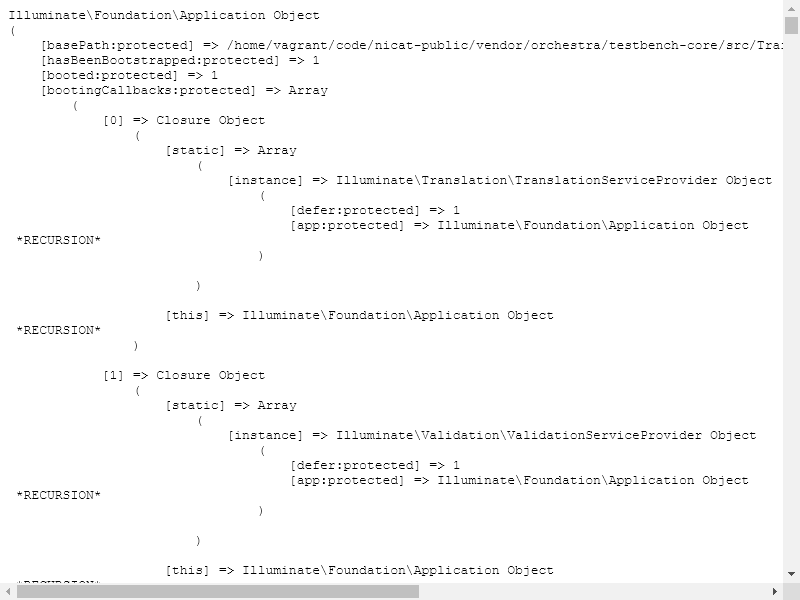 Illuminate\Foundation\Application Object
(
    [basePath:protected] => /home/vagrant/code/nicat-public/vendor/orchestra/testbench-core/src/Tra
    [hasBeenBootstrapped:protected] => 1
    [booted:protected] => 1
    [bootingCallbacks:protected] => Array
        (
            [0] => Closure Object
                (
                    [static] => Array
                        (
                            [instance] => Illuminate\Translation\TranslationServiceProvider Object
                                (
                                    [defer:protected] => 1
                                    [app:protected] => Illuminate\Foundation\Application Object
 *RECURSION*
                                )

                        )

                    [this] => Illuminate\Foundation\Application Object
 *RECURSION*
                )

            [1] => Closure Object
                (
                    [static] => Array
                        (
                            [instance] => Illuminate\Validation\ValidationServiceProvider Object
                                (
                                    [defer:protected] => 1
                                    [app:protected] => Illuminate\Foundation\Application Object
 *RECURSION*
                                )

                        )

                    [this] => Illuminate\Foundation\Application Object
 *RECURSION*